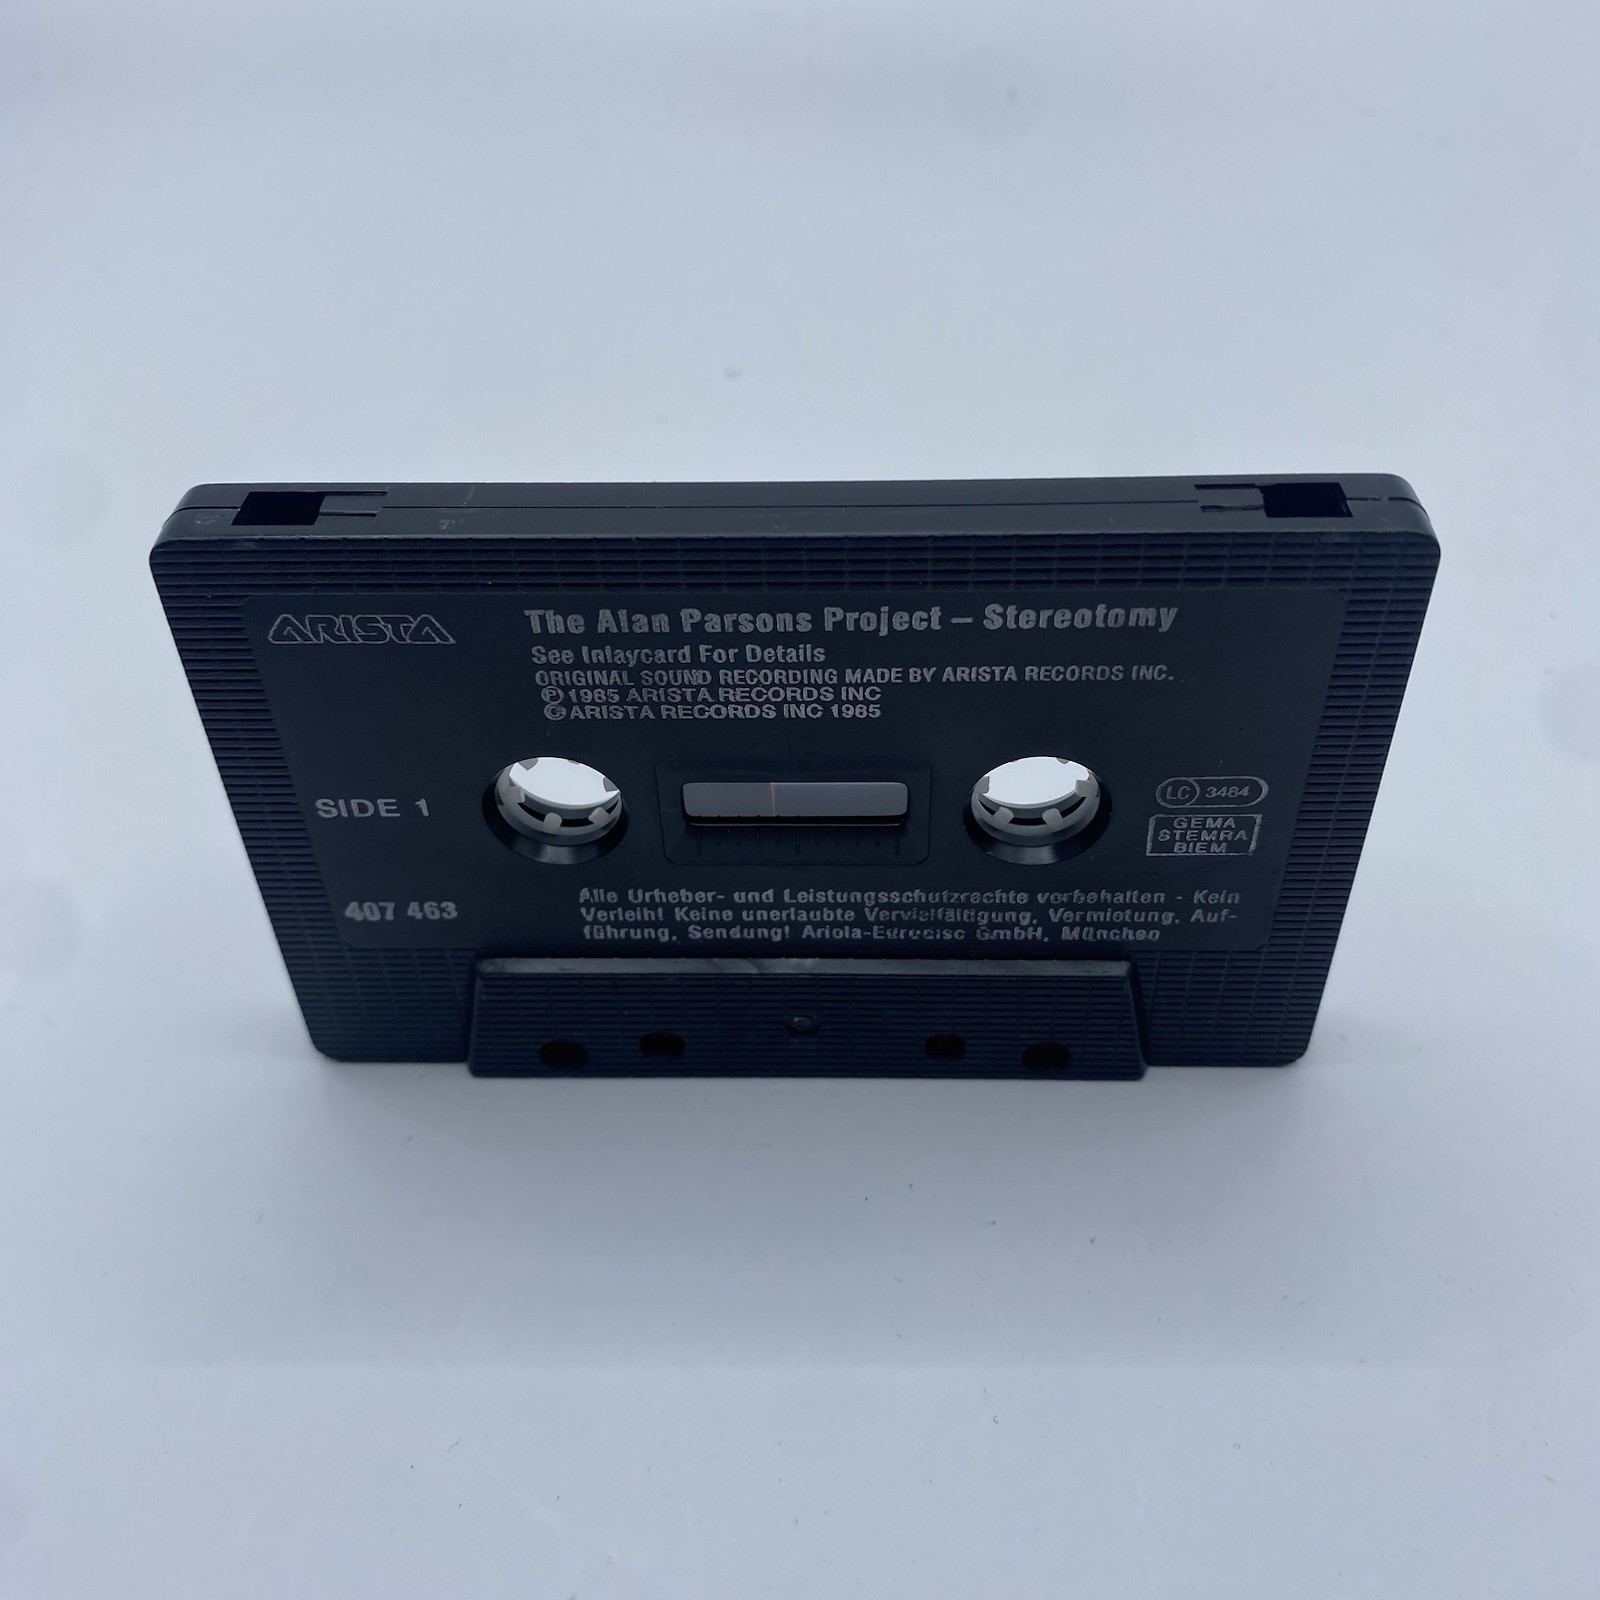 ARISTA
The Alan Parsons Project – Stereotomy
See Inlaycard For Details
ORIGINAL SOUND RECORDING MADE BY ARISTA RECORDS INC.
℗ 1985 ARISTA RECORDS INC
© ARISTA RECORDS INC 1985
SIDE 1
LC 3484
GEMA
STEMRA
BIEM
407 463
Alle Urheber- und Leistungsschutzrechte vorbehalten - Kein
Verleih! Keine unerlaubte Vervielfältigung, Vermietung, Auf-
führung, Sendung! Ariola-Eurodisc GmbH, München